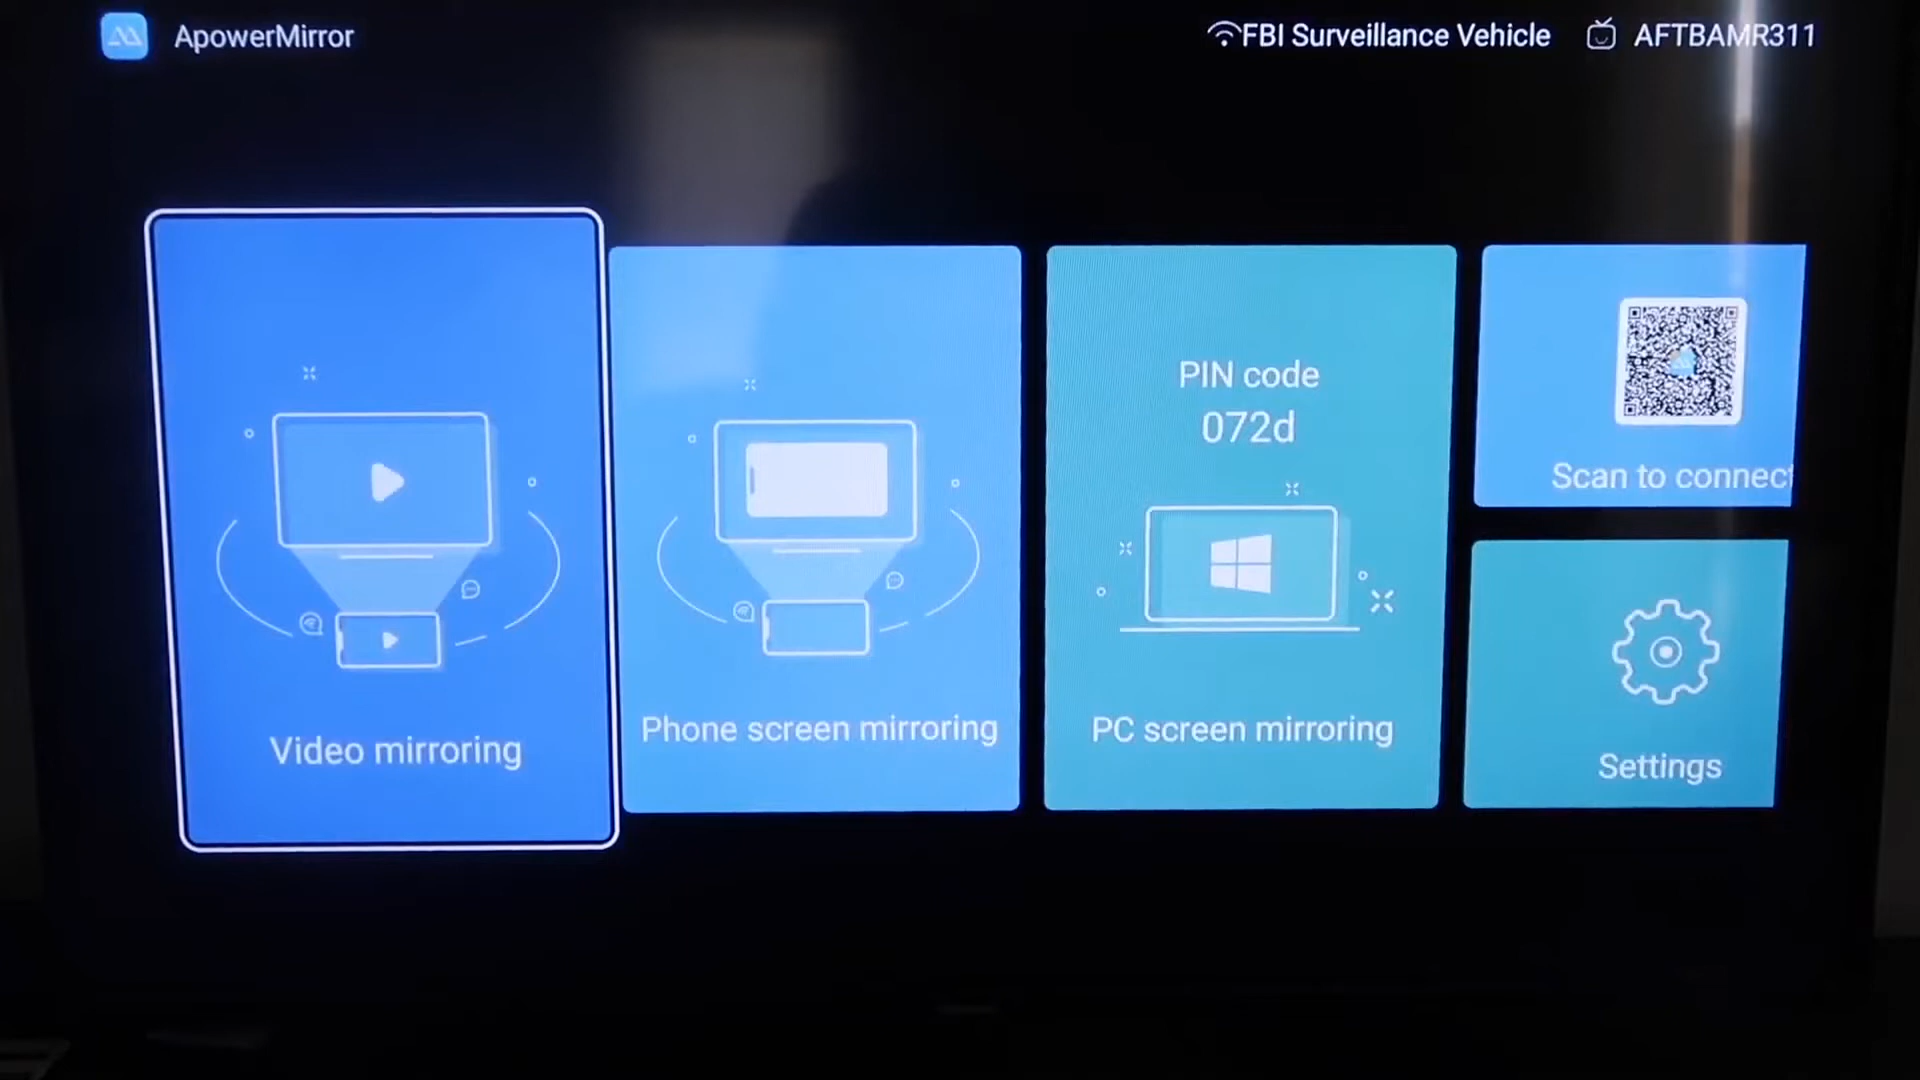 ApowerMirror
FBI Surveillance Vehicle
AFTBAMR311
Video mirroring
Phone screen mirroring
PIN code
072d
PC screen mirroring
Scan to connect
Settings